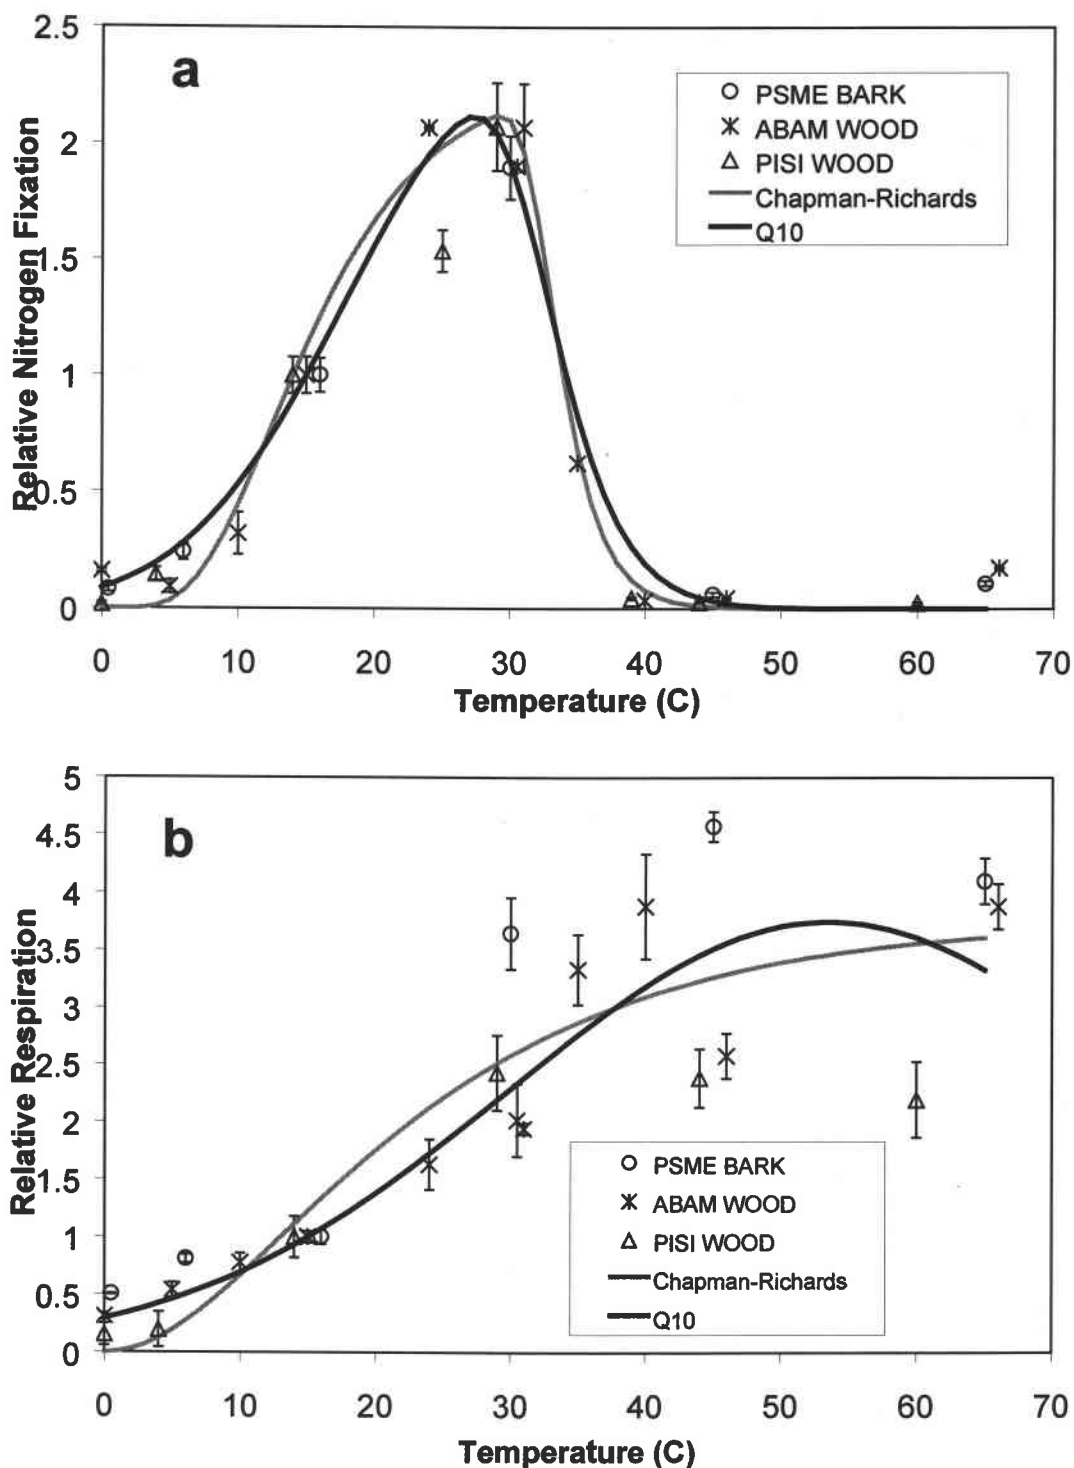 2.5
a
PSME BARK
ABAM WOOD
PISI WOOD
Chapman-Richards
Q10
2
1.5
1
0.5
0
Relative Nitrogen Fixation
0 10 20 30 40 50 60 70
Temperature (C)
5
b
4.5
4
3.5
3
2.5
2
1.5
1
0.5
0
Relative Respiration
PSME BARK
ABAM WOOD
PISI WOOD
Chapman-Richards
Q10
0 10 20 30 40 50 60 70
Temperature (C)